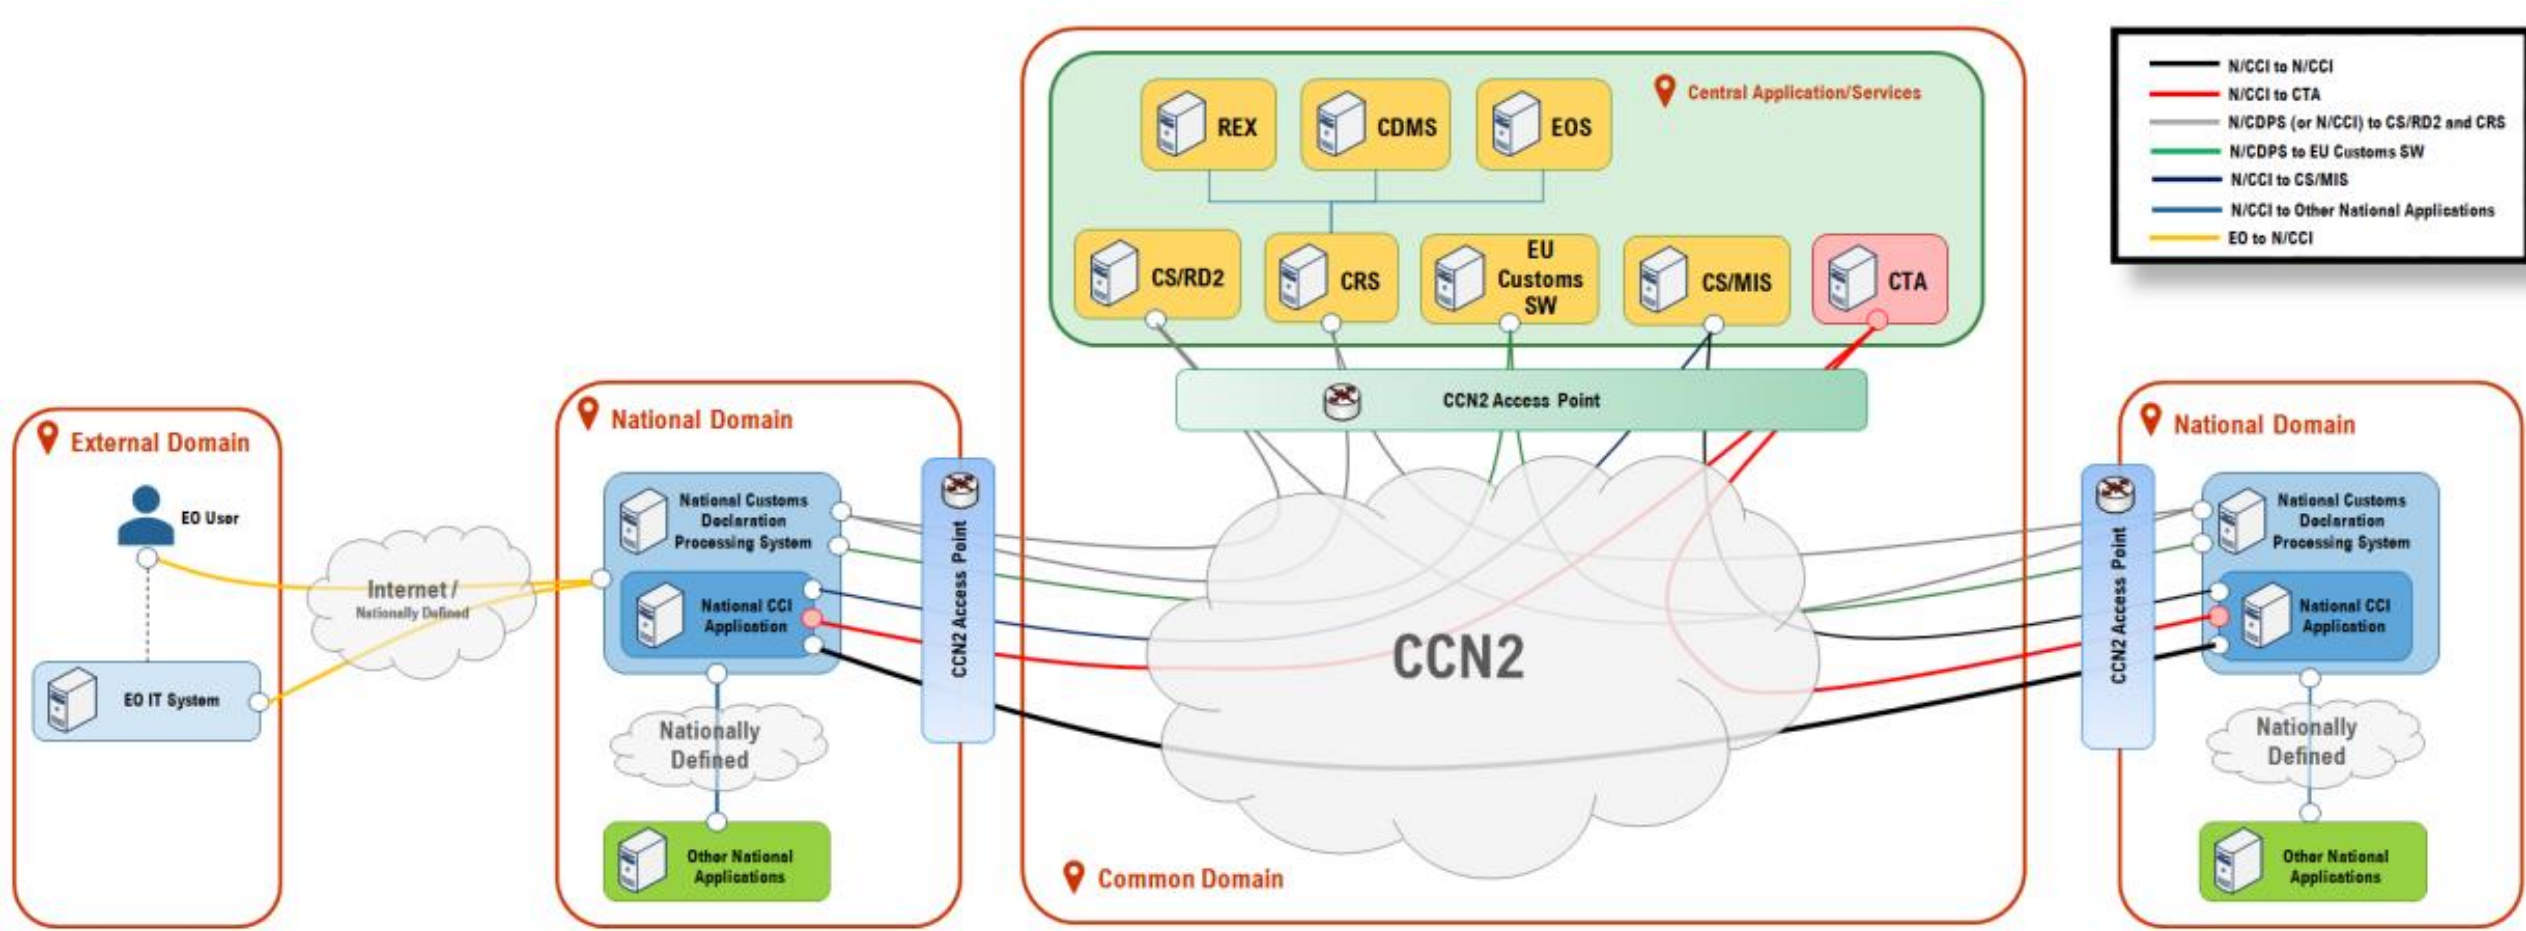 External Domain
EO User
EO IT System
Internet /
Nationally Defined
National Domain
National Customs
Declaration
Processing System
National CCI
Application
Nationally
Defined
Other National
Applications
CCN2 Access Point
Central Application/Services
REX
CDMS
EOS
CS/RD2
CRS
EU
Customs
SW
CS/MIS
CTA
CCN2 Access Point
CCN2
Common Domain
N/CCI to N/CCI
N/CCI to CTA
N/CDPS (or N/CCI) to CS/RD2 and CRS
N/CDPS to EU Customs SW
N/CCI to CS/MIS
N/CCI to Other National Applications
EO to N/CCI
National Domain
CCN2 Access Point
National Customs
Declaration
Processing System
National CCI
Application
Nationally
Defined
Other National
Applications